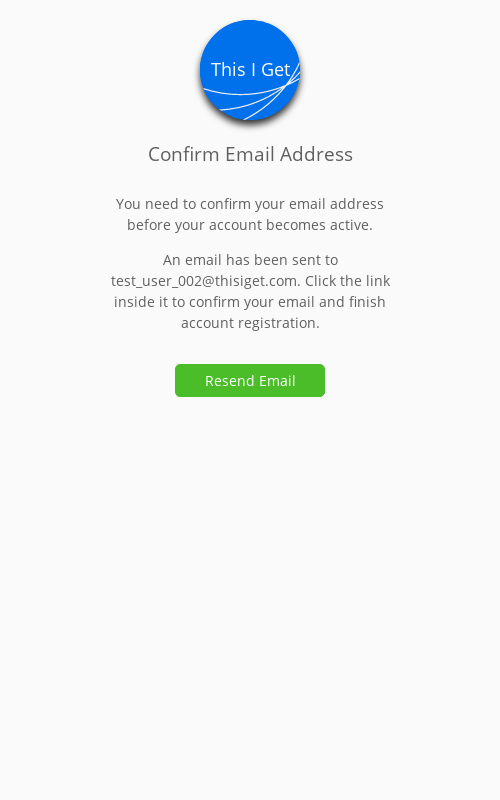 This I Get
Confirm Email Address
You need to confirm your email address
before your account becomes active.
An email has been sent to
test_user_002@thisiget.com. Click the link
inside it to confirm your email and finish
account registration.
Resend Email